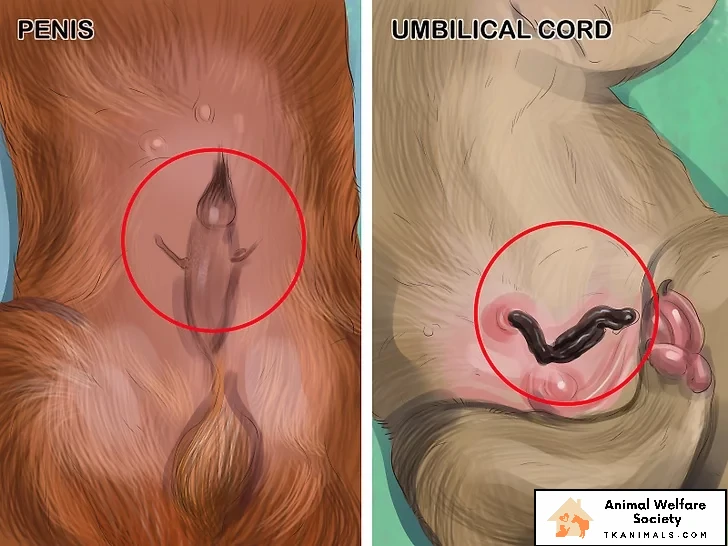 PENIS
UMBILICAL CORD
Animal Welfare
Society
TKANIMALS.COM